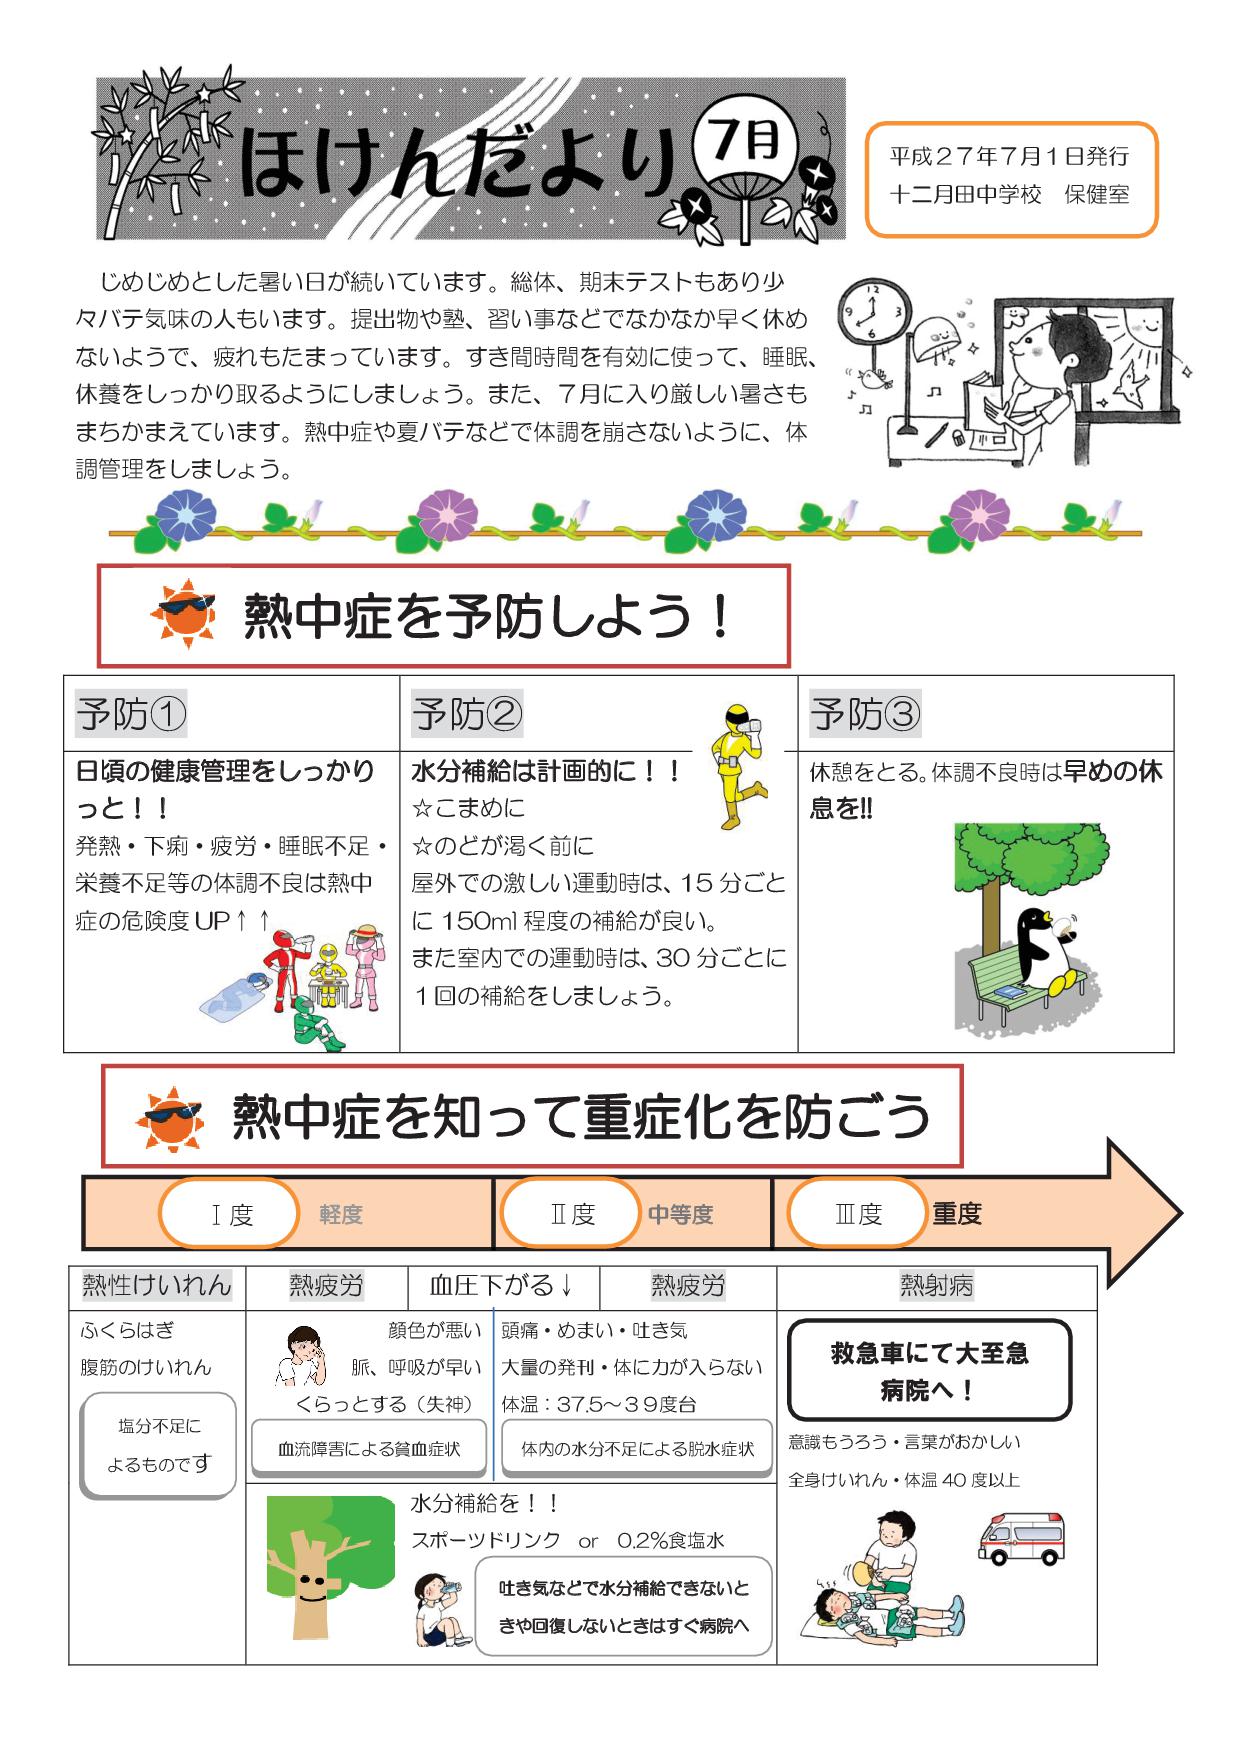 ほけんだより 7月
平成27年7月1日発行
十二月田中学校　保健室
じめじめとした暑い日が続いています。総体、期末テストもあり少
々バテ気味の人もいます。提出物や塾、習い事などでなかなか早く休め
ないようで、疲れもたまっています。すき間時間を有効に使って、睡眠、
休養をしっかり取るようにしましょう。また、7月に入り厳しい暑さも
まちかまえています。熱中症や夏バテなどで体調を崩さないように、体
調管理をしましょう。
12
9 3
6
熱中症を予防しよう！
予防①
日頃の健康管理をしっかり
っと！！
発熱・下痢・疲労・睡眠不足・
栄養不足等の体調不良は熱中
症の危険度UP↑↑
予防②
水分補給は計画的に！！
☆こまめに
☆のどが渇く前に
屋外での激しい運動時は、15分ごと
に150ml程度の補給が良い。
また室内での運動時は、30分ごとに
1回の補給をしましょう。
予防③
休憩をとる。体調不良時は早めの休
息を!!
熱中症を知って重症化を防ごう
Ⅰ度　軽度
Ⅱ度　中等度
Ⅲ度　重度
熱性けいれん
ふくらはぎ
腹筋のけいれん
塩分不足に
よるものです
熱疲労
血圧下がる↓
熱疲労
顔色が悪い
脈、呼吸が早い
くらっとする（失神）
血流障害による貧血症状
頭痛・めまい・吐き気
大量の発刊・体に力が入らない
体温：37.5～39度台
体内の水分不足による脱水症状
水分補給を！！
スポーツドリンク　or　0.2%食塩水
吐き気などで水分補給できないと
きや回復しないときはすぐ病院へ
熱射病
救急車にて大至急
病院へ！
意識もうろう・言葉がおかしい
全身けいれん・体温40度以上